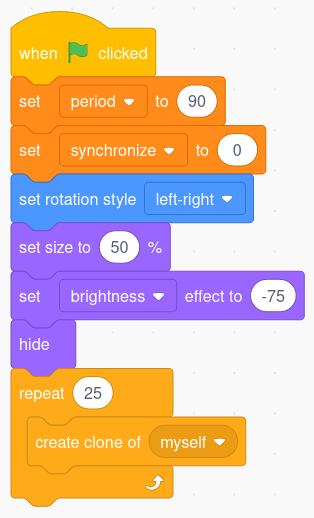 when clicked
set period to 90
set synchronize to 0
set rotation style left-right
set size to 50 %
set brightness effect to -75
hide
repeat 25
create clone of myself